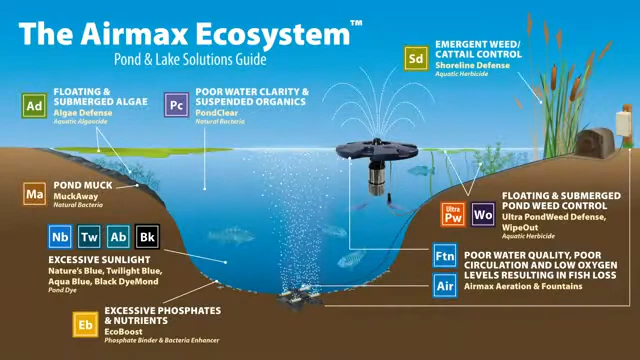 The Airmax Ecosystem™
Pond & Lake Solutions Guide
Sd
EMERGENT WEED/
CATTAIL CONTROL
Shoreline Defense
Aquatic Herbicide
Ad
FLOATING &
SUBMERGED ALGAE
Algae Defense
Aquatic Algaecide
Pc
POOR WATER CLARITY &
SUSPENDED ORGANICS
PondClear
Natural Bacteria
Ma
POND MUCK
MuckAway
Natural Bacteria
Ultra
Pw
Wo
FLOATING & SUBMERGED
POND WEED CONTROL
Ultra PondWeed Defense,
WipeOut
Aquatic Herbicide
Nb
Tw
Ab
Bk
EXCESSIVE SUNLIGHT
Nature's Blue, Twilight Blue,
Aqua Blue, Black DyeMond
Pond Dye
Ftn
Air
POOR WATER QUALITY, POOR
CIRCULATION AND LOW OXYGEN
LEVELS RESULTING IN FISH LOSS
Airmax Aeration & Fountains
Eb
EXCESSIVE PHOSPHATES
& NUTRIENTS
EcoBoost
Phosphate Binder & Bacteria Enhancer